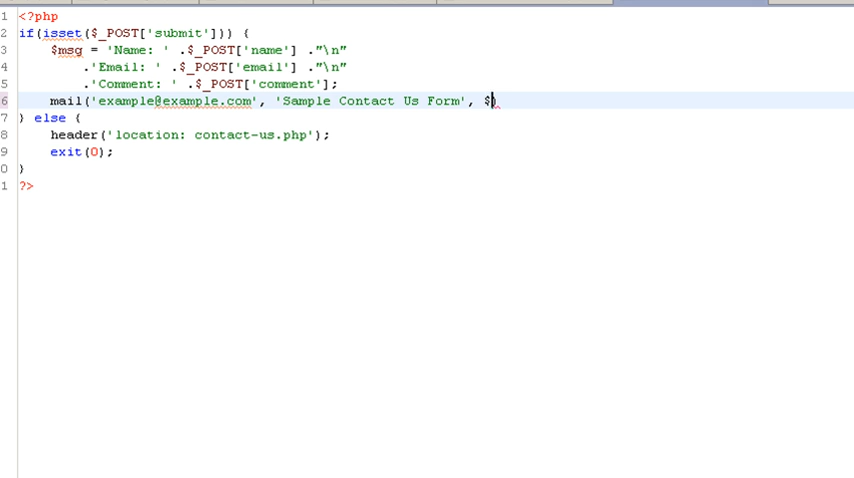 1 <?php
2 if(isset($_POST['submit'])) {
3 $msg = 'Name: ' .$_POST['name'] ."\n"
4 .'Email: ' .$_POST['email'] ."\n"
5 .'Comment: ' .$_POST['comment'];
6 mail('example@example.com', 'Sample Contact Us Form', $)
7 } else {
8 header('location: contact-us.php');
9 exit(0);
0 }
1 ?>